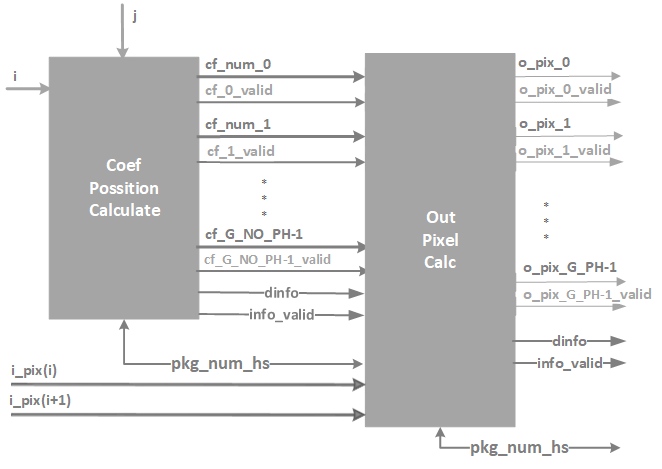 j
i
Coef
Possition
Calculate
cf_num_0
cf_0_valid
cf_num_1
cf_1_valid
*
*
*
cf_G_NO_PH-1
cf_G_NO_PH-1_valid
dinfo
info_valid
pkg_num_hs
i_pix(i)
i_pix(i+1)
Out
Pixel
Calc
o_pix_0
o_pix_0_valid
o_pix_1
o_pix_1_valid
*
*
*
o_pix_G_PH-1
o_pix_G_PH-1_valid
dinfo
info_valid
pkg_num_hs